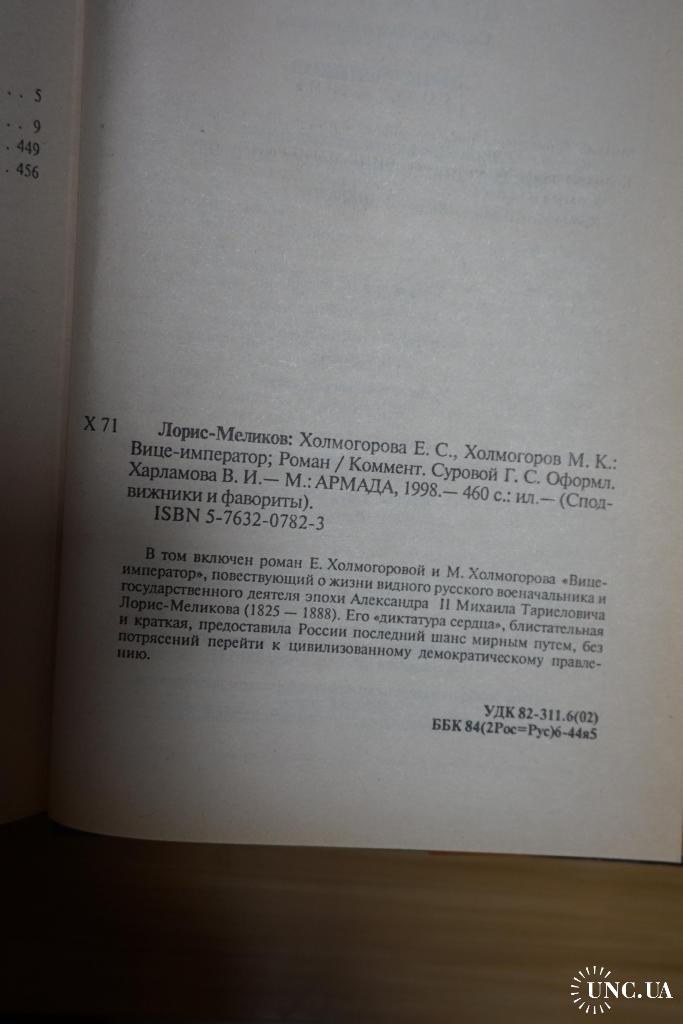 . . 5
. . 9
. 449
. 456
Х 71
Лорис-Меликов: Холмогорова Е. С., Холмогоров М. К.:
Вице-император; Роман / Коммент. Суровой Г. С. Оформл.
Харламова В. И.— М.: АРМАДА, 1998.— 460 с.: ил.— (Спод-
вижники и фавориты).
ISBN 5-7632-0782-3
В том включен роман Е. Холмогоровой и М. Холмогорова «Вице-
император», повествующий о жизни видного русского военачальника и
государственного деятеля эпохи Александра II Михаила Тариеловича
Лорис-Меликова (1825 — 1888). Его «диктатура сердца», блистательная
и краткая, предоставила России последний шанс мирным путем, без
потрясений перейти к цивилизованному демократическому правле-
нию.
УДК 82-311.6(02)
ББК 84(2Рос=Рус)6-44я5
UNC.UA